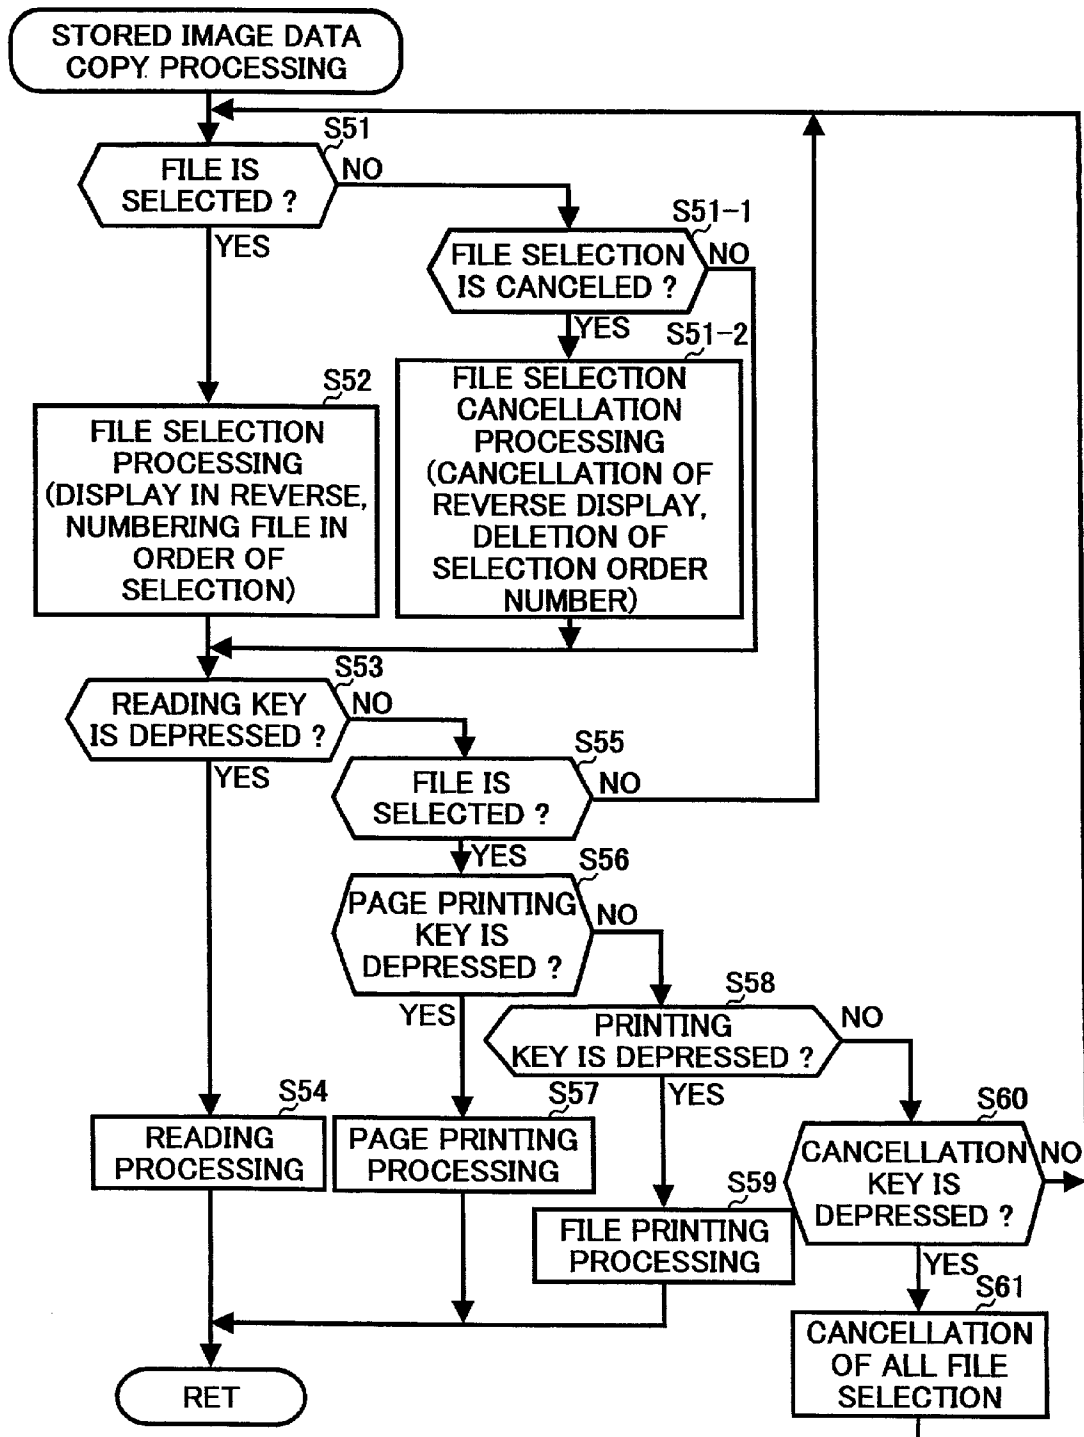 STORED IMAGE DATA
COPY PROCESSING
S51
FILE IS
SELECTED ?
NO
YES
S51-1
FILE SELECTION
IS CANCELED ?
NO
YES
S51-2
FILE SELECTION
CANCELLATION
PROCESSING
(CANCELLATION OF
REVERSE DISPLAY,
DELETION OF
SELECTION ORDER
NUMBER)
S52
FILE SELECTION
PROCESSING
(DISPLAY IN REVERSE,
NUMBERING FILE IN
ORDER OF
SELECTION)
S53
READING KEY
IS DEPRESSED ?
NO
YES
S55
FILE IS
SELECTED ?
NO
YES
S56
PAGE PRINTING
KEY IS
DEPRESSED ?
NO
YES
S58
PRINTING
KEY IS DEPRESSED ?
NO
YES
S54
READING
PROCESSING
S57
PAGE PRINTING
PROCESSING
S60
CANCELLATION
KEY IS
DEPRESSED ?
NO
YES
S59
FILE PRINTING
PROCESSING
S61
CANCELLATION
OF ALL FILE
SELECTION
RET